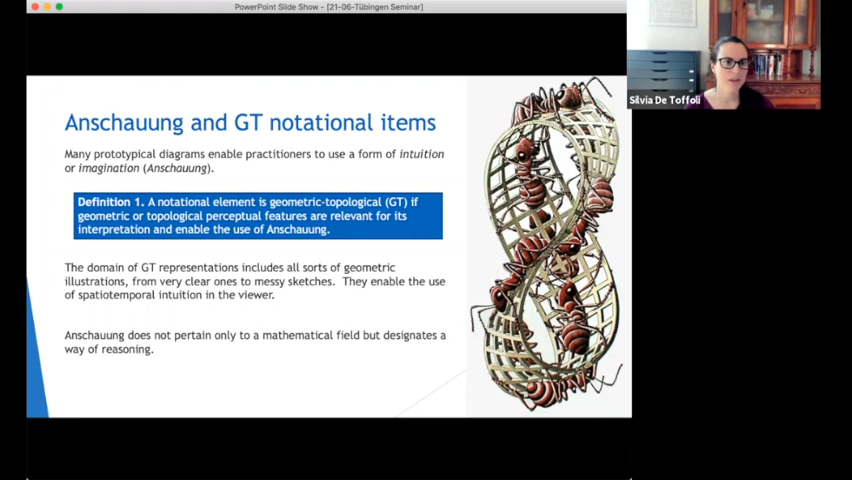 PowerPoint Slide Show - [21-06-Tübingen Seminar]
Silvia De Toffoli
Anschauung and GT notational items
Many prototypical diagrams enable practitioners to use a form of intuition
or imagination (Anschauung).
Definition 1. A notational element is geometric-topological (GT) if
geometric or topological perceptual features are relevant for its
interpretation and enable the use of Anschauung.
The domain of GT representations includes all sorts of geometric
illustrations, from very clear ones to messy sketches. They enable the use
of spatiotemporal intuition in the viewer.
Anschauung does not pertain only to a mathematical field but designates a
way of reasoning.